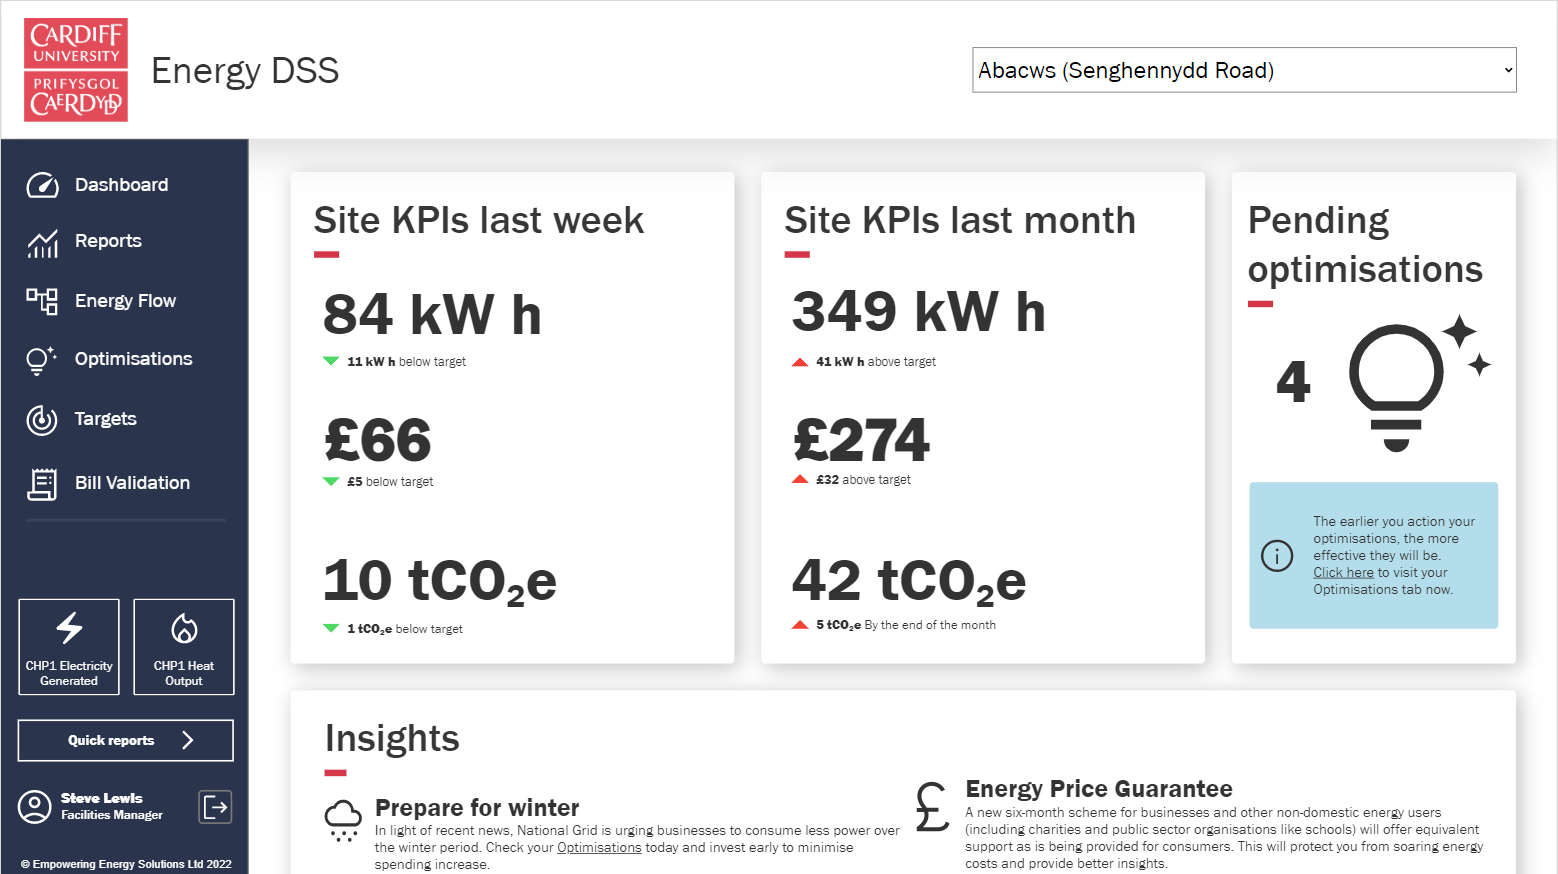 CARDIFF
UNIVERSITY
PRIFYSGOL
CAERDYDD
Energy DSS
Abacws (Senghennydd Road)
Dashboard
Reports
Energy Flow
Optimisations
Targets
Bill Validation
CHP1 Electricity
Generated
CHP1 Heat
Output
Quick reports
Steve Lewis
Facilities Manager
© Empowering Energy Solutions Ltd 2022
Site KPIs last week
84 kW h
11 kW h below target
£66
£5 below target
10 tCO₂e
1 tCO₂e below target
Site KPIs last month
349 kW h
41 kW h above target
£274
£32 above target
42 tCO₂e
5 tCO₂e By the end of the month
Pending
optimisations
4
The earlier you action your
optimisations, the more
effective they will be.
Click here to visit your
Optimisations tab now.
Insights
Prepare for winter
In light of recent news, National Grid is urging businesses to consume less power over
the winter period. Check your Optimisations today and invest early to minimise
spending increase.
£
Energy Price Guarantee
A new six-month scheme for businesses and other non-domestic energy users
(including charities and public sector organisations like schools) will offer equivalent
support as is being provided for consumers. This will protect you from soaring energy
costs and provide better insights.